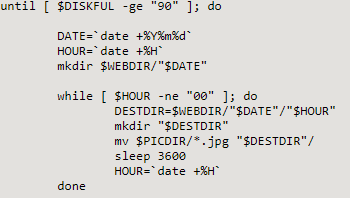 until [ $DISKFUL -ge "90" ]; do
DATE=`date +%Y%m%d`
HOUR=`date +%H`
mkdir $WEBDIR/"$DATE"
while [ $HOUR -ne "00" ]; do
DESTDIR=$WEBDIR/"$DATE"/"$HOUR"
mkdir "$DESTDIR"
mv $PICDIR/*.jpg "$DESTDIR"/
sleep 3600
HOUR=`date +%H`
done